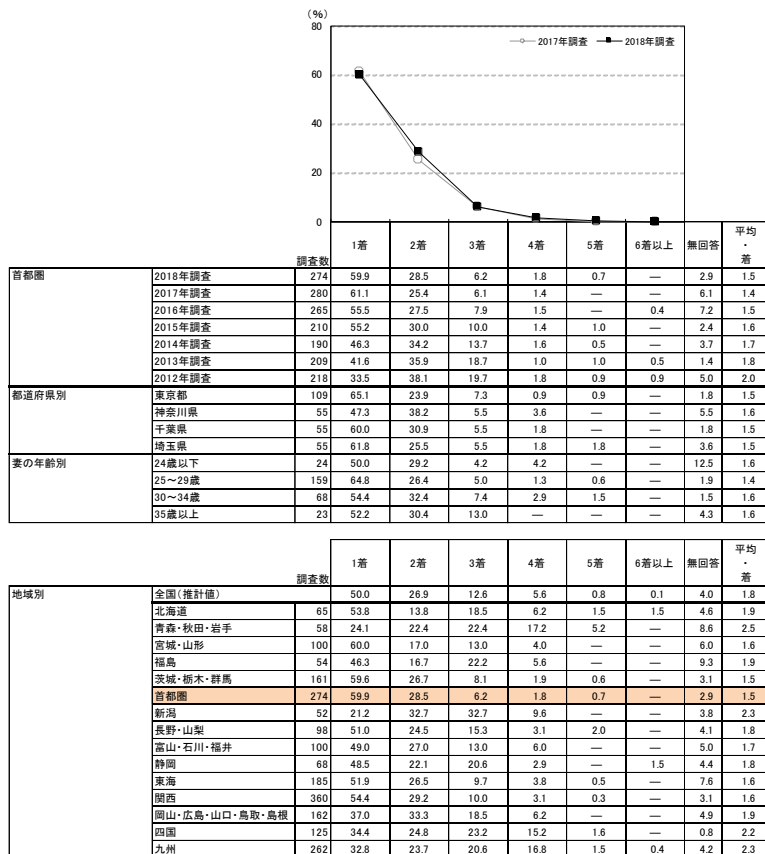 (%)
80
2017年調査 2018年調査
60
40
20
0
調査数 1着 2着 3着 4着 5着 6着以上 無回答 平均・着
首都圏 2018年調査 274 59.9 28.5 6.2 1.8 0.7 — 2.9 1.5
2017年調査 280 61.1 25.4 6.1 1.4 — — 6.1 1.4
2016年調査 265 55.5 27.5 7.9 1.5 — 0.4 7.2 1.5
2015年調査 210 55.2 30.0 10.0 1.4 1.0 — 2.4 1.6
2014年調査 190 46.3 34.2 13.7 1.6 0.5 — 3.7 1.7
2013年調査 209 41.6 35.9 18.7 1.0 1.0 0.5 1.4 1.8
2012年調査 218 33.5 38.1 19.7 1.8 0.9 0.9 5.0 2.0
都道府県別 東京都 109 65.1 23.9 7.3 0.9 0.9 — 1.8 1.5
神奈川県 55 47.3 38.2 5.5 3.6 — — 5.5 1.6
千葉県 55 60.0 30.9 5.5 1.8 — — 1.8 1.5
埼玉県 55 61.8 25.5 5.5 1.8 1.8 — 3.6 1.5
妻の年齢別 24歳以下 24 50.0 29.2 4.2 4.2 — — 12.5 1.6
25～29歳 159 64.8 26.4 5.0 1.3 0.6 — 1.9 1.4
30～34歳 68 54.4 32.4 7.4 2.9 1.5 — 1.5 1.6
35歳以上 23 52.2 30.4 13.0 — — — 4.3 1.6
調査数 1着 2着 3着 4着 5着 6着以上 無回答 平均・着
地域別 全国(推計値) 50.0 26.9 12.6 5.6 0.8 0.1 4.0 1.8
北海道 65 53.8 13.8 18.5 6.2 1.5 1.5 4.6 1.9
青森・秋田・岩手 58 24.1 22.4 22.4 17.2 5.2 — 8.6 2.5
宮城・山形 100 60.0 17.0 13.0 4.0 — — 6.0 1.6
福島 54 46.3 16.7 22.2 5.6 — — 9.3 1.9
茨城・栃木・群馬 161 59.6 26.7 8.1 1.9 0.6 — 3.1 1.5
首都圏 274 59.9 28.5 6.2 1.8 0.7 — 2.9 1.5
新潟 52 21.2 32.7 32.7 9.6 — — 3.8 2.3
長野・山梨 98 51.0 24.5 15.3 3.1 2.0 — 4.1 1.8
富山・石川・福井 100 49.0 27.0 13.0 6.0 — — 5.0 1.7
静岡 68 48.5 22.1 20.6 2.9 — 1.5 4.4 1.8
東海 185 51.9 26.5 9.7 3.8 0.5 — 7.6 1.6
関西 360 54.4 29.2 10.0 3.1 0.3 — 3.1 1.6
岡山・広島・山口・鳥取・島根 162 37.0 33.3 18.5 6.2 — — 4.9 1.9
四国 125 34.4 24.8 23.2 15.2 1.6 — 0.8 2.2
九州 262 32.8 23.7 20.6 16.8 1.5 0.4 4.2 2.3